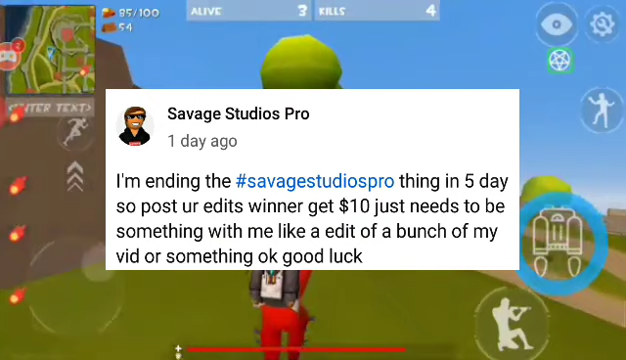 85/100
54
ALIVE 3 KILLS 4
Savage Studios Pro
1 day ago
I'm ending the #savagestudiospro thing in 5 day
so post ur edits winner get $10 just needs to be
something with me like a edit of a bunch of my
vid or something ok good luck